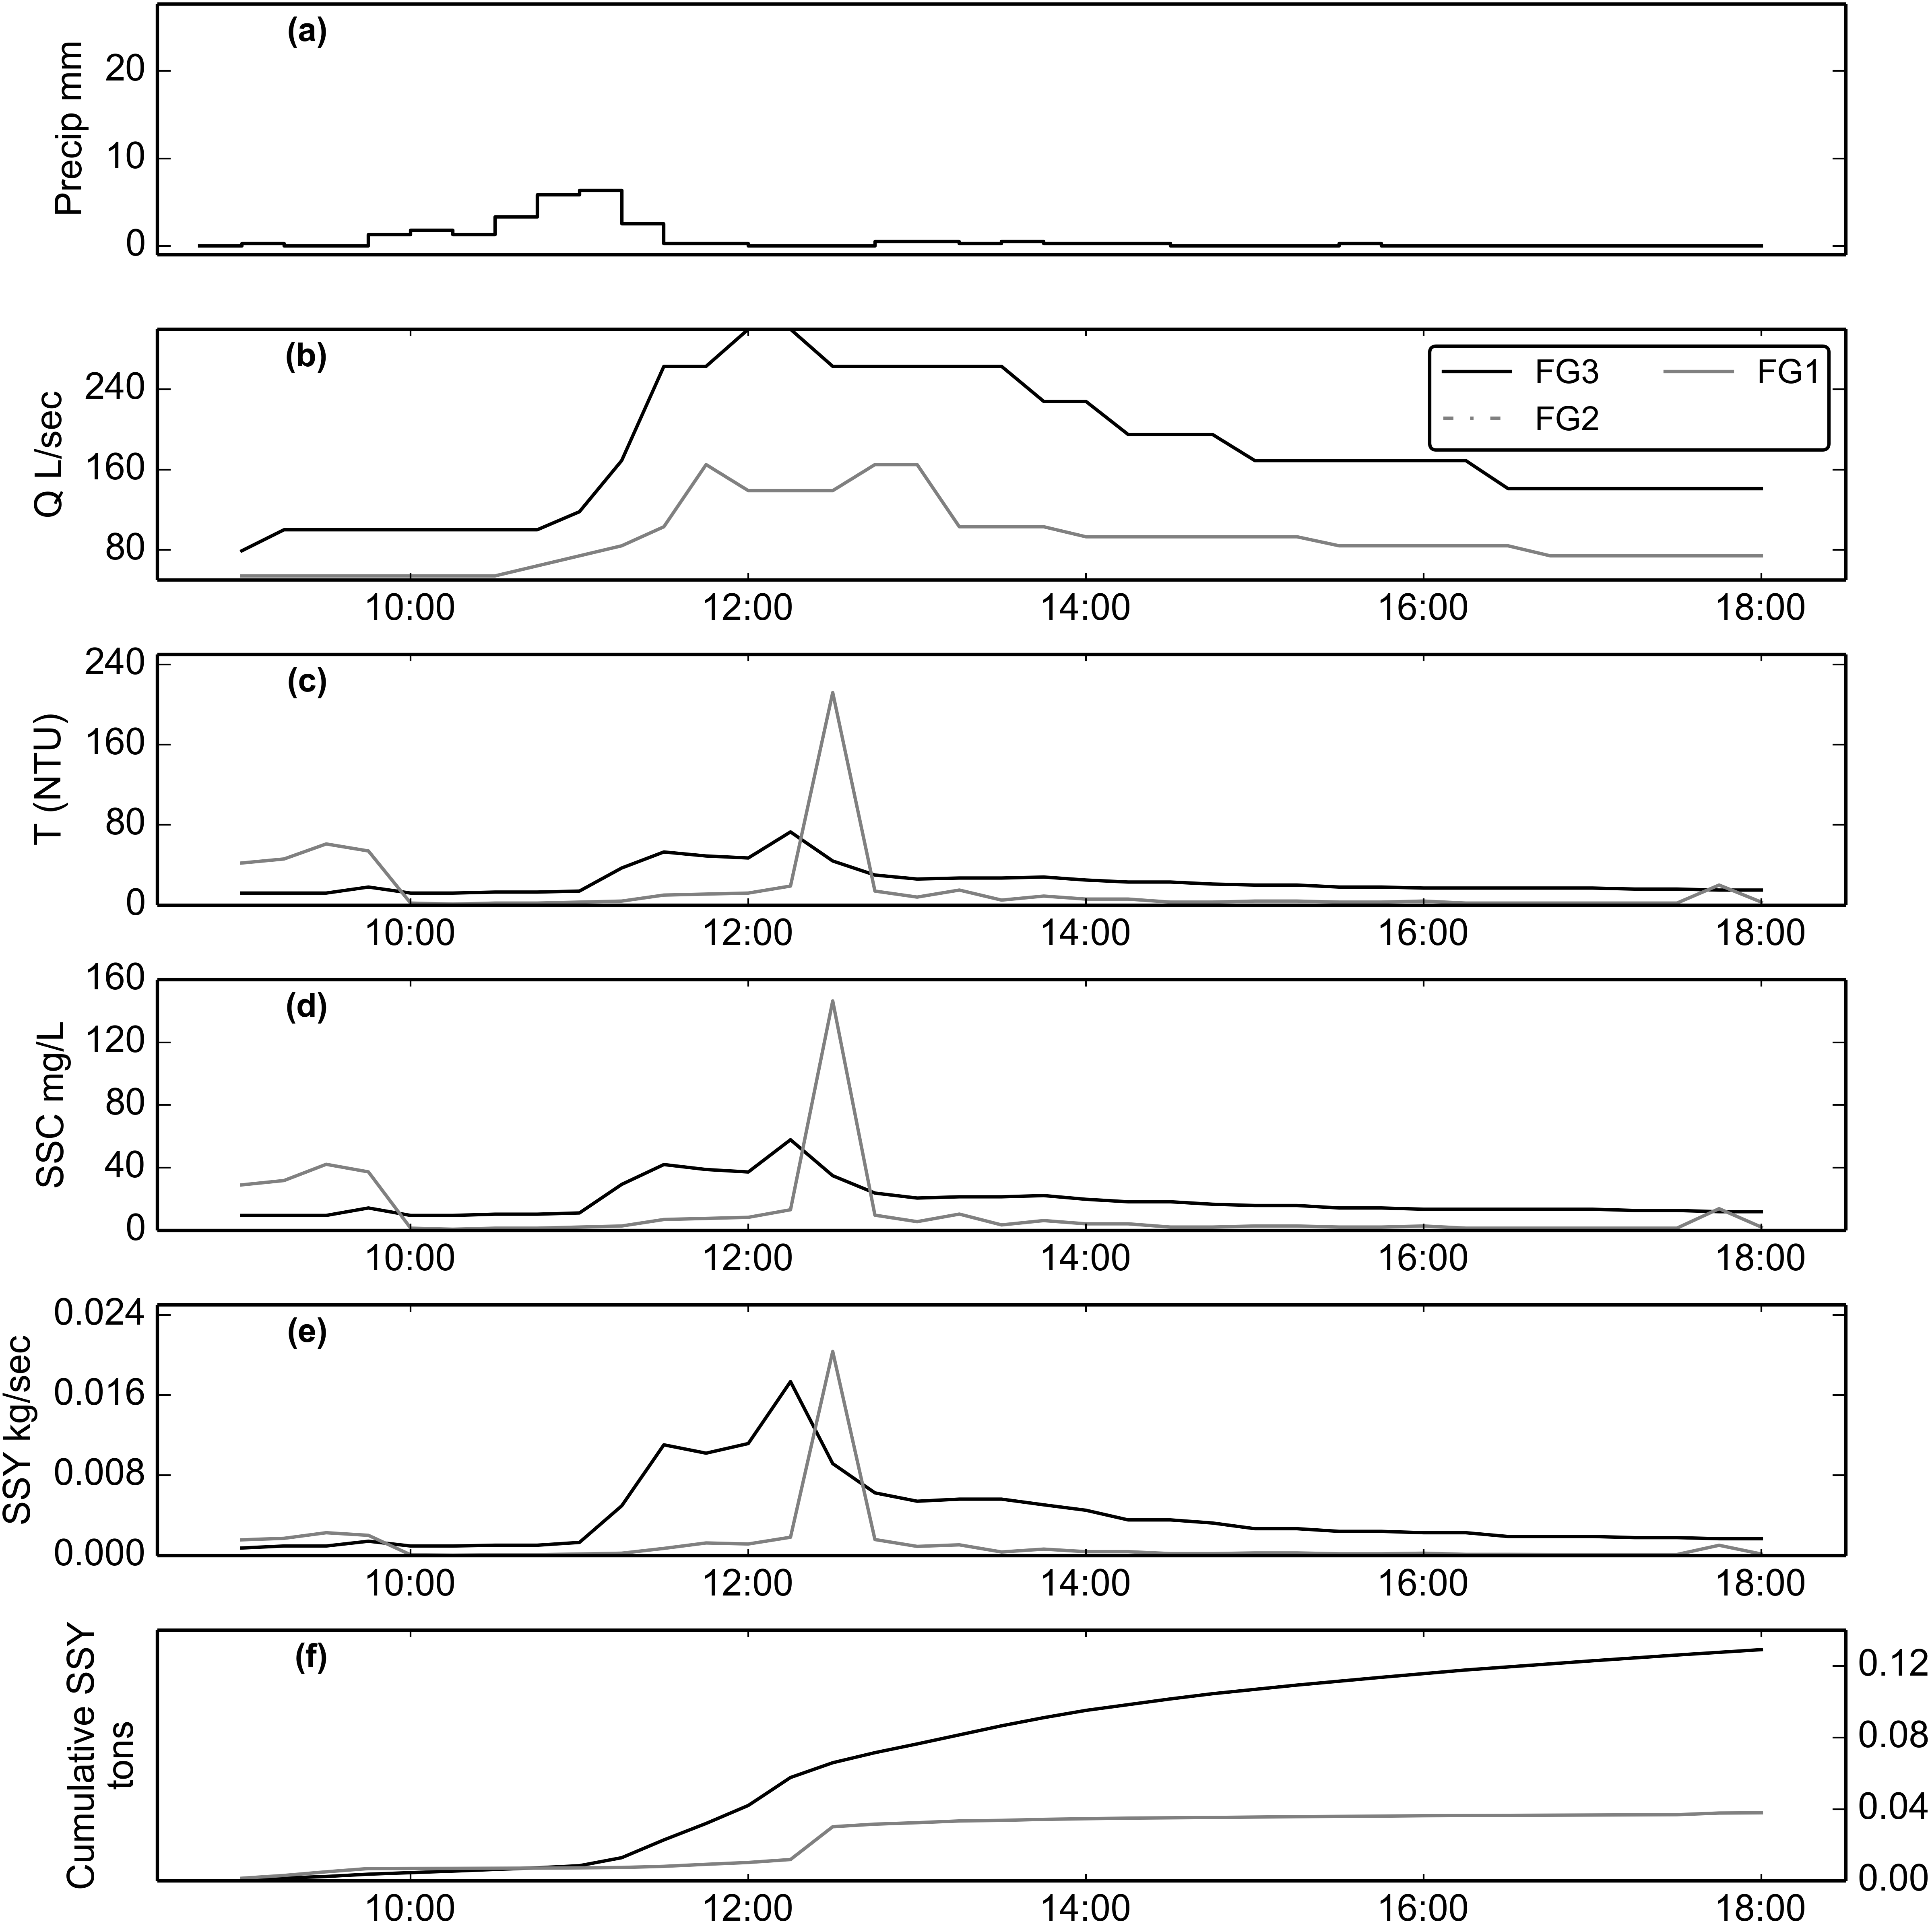 (a)
Precip mm
20
10
0
(b)
Q L/sec
240
160
80
FG3 FG1
FG2
10:00 12:00 14:00 16:00 18:00
(c)
T (NTU)
240
160
80
0
10:00 12:00 14:00 16:00 18:00
(d)
SSC mg/L
160
120
80
40
0
10:00 12:00 14:00 16:00 18:00
(e)
SSY kg/sec
0.024
0.016
0.008
0.000
10:00 12:00 14:00 16:00 18:00
(f)
Cumulative SSY
tons
0.12
0.08
0.04
0.00
10:00 12:00 14:00 16:00 18:00